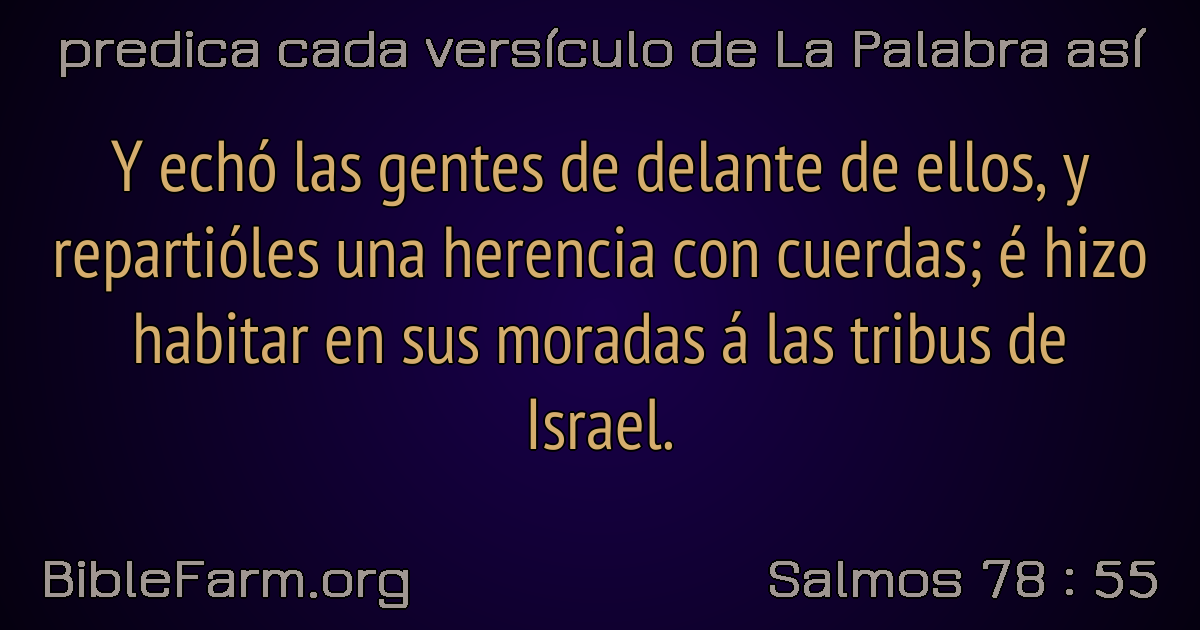 predica cada versículo de La Palabra así
Y echó las gentes de delante de ellos, y
repartióles una herencia con cuerdas; é hizo
habitar en sus moradas á las tribus de
Israel.
BibleFarm.org
Salmos 78 : 55